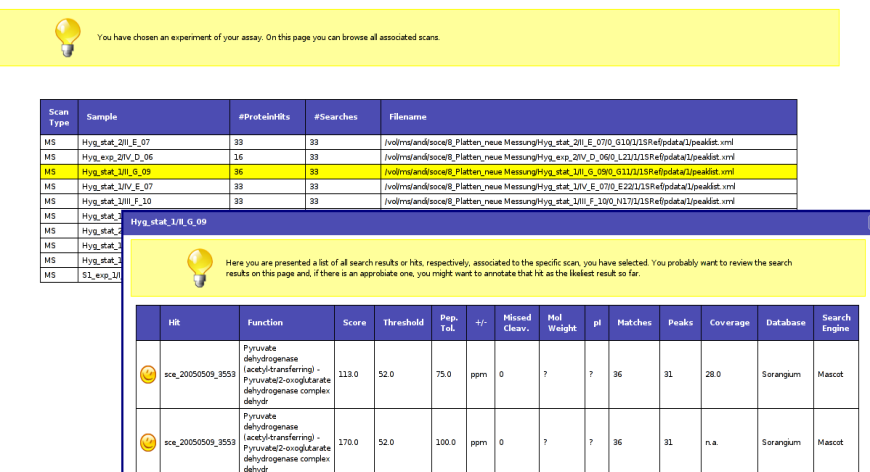 You have chosen an experiment of your assay. On this page you can browse all associated scans.
Scan Type Sample #ProteinHits #Searches Filename
MS Hyg_stat_2/II_E_07 33 33 /vol/ms/andi/soce/8_Platten_neue Messung/Hyg_stat_2/II_E_07/0_G10/1/1SRef/pdata/1/peaklist.xml
MS Hyg_exp_2/IV_D_06 16 33 /vol/ms/andi/soce/8_Platten_neue Messung/Hyg_exp_2/IV_D_06/0_L21/1/1SRef/pdata/1/peaklist.xml
MS Hyg_stat_1/II_G_09 36 33 /vol/ms/andi/soce/8_Platten_neue Messung/Hyg_stat_1/II_G_09/0_G11/1/1SRef/pdata/1/peaklist.xml
MS Hyg_stat_1/IV_E_07 33 33 /vol/ms/andi/soce/8_Platten_neue Messung/Hyg_stat_1/IV_E_07/0_E22/1/1SRef/pdata/1/peaklist.xml
MS Hyg_stat_1/III_F_10 33 33 /vol/ms/andi/soce/8_Platten_neue Messung/Hyg_stat_1/III_F_10/0_N17/1/1SRef/pdata/1/peaklist.xml
MS Hyg_stat_1
MS Hyg_stat_2
MS Hyg_stat_1
MS Hyg_stat_1
MS S1_exp_1/I
Hyg_stat_1/II_G_09
Here you are presented a list of all search results or hits, respectively, associated to the specific scan, you have selected. You probably want to review the search
results on this page and, if there is an approbiate one, you might want to annotate that hit as the likeliest result so far.
Hit Function Score Threshold Pep. Tol. +/- Missed Cleav. Mol Weight pI Matches Peaks Coverage Database Search Engine
Pyruvate
dehydrogenase
(acetyl-transferring) -
sce_20050509_3553 Pyruvate/2-oxoglutarate 113.0 52.0 75.0 ppm 0 ? ? 36 31 28.0 Sorangium Mascot
dehydrogenase complex
dehydr
Pyruvate
dehydrogenase
(acetyl-transferring) -
sce_20050509_3553 Pyruvate/2-oxoglutarate 170.0 52.0 100.0 ppm 0 ? ? 36 31 n.a. Sorangium Mascot
dehydrogenase complex
dehydr